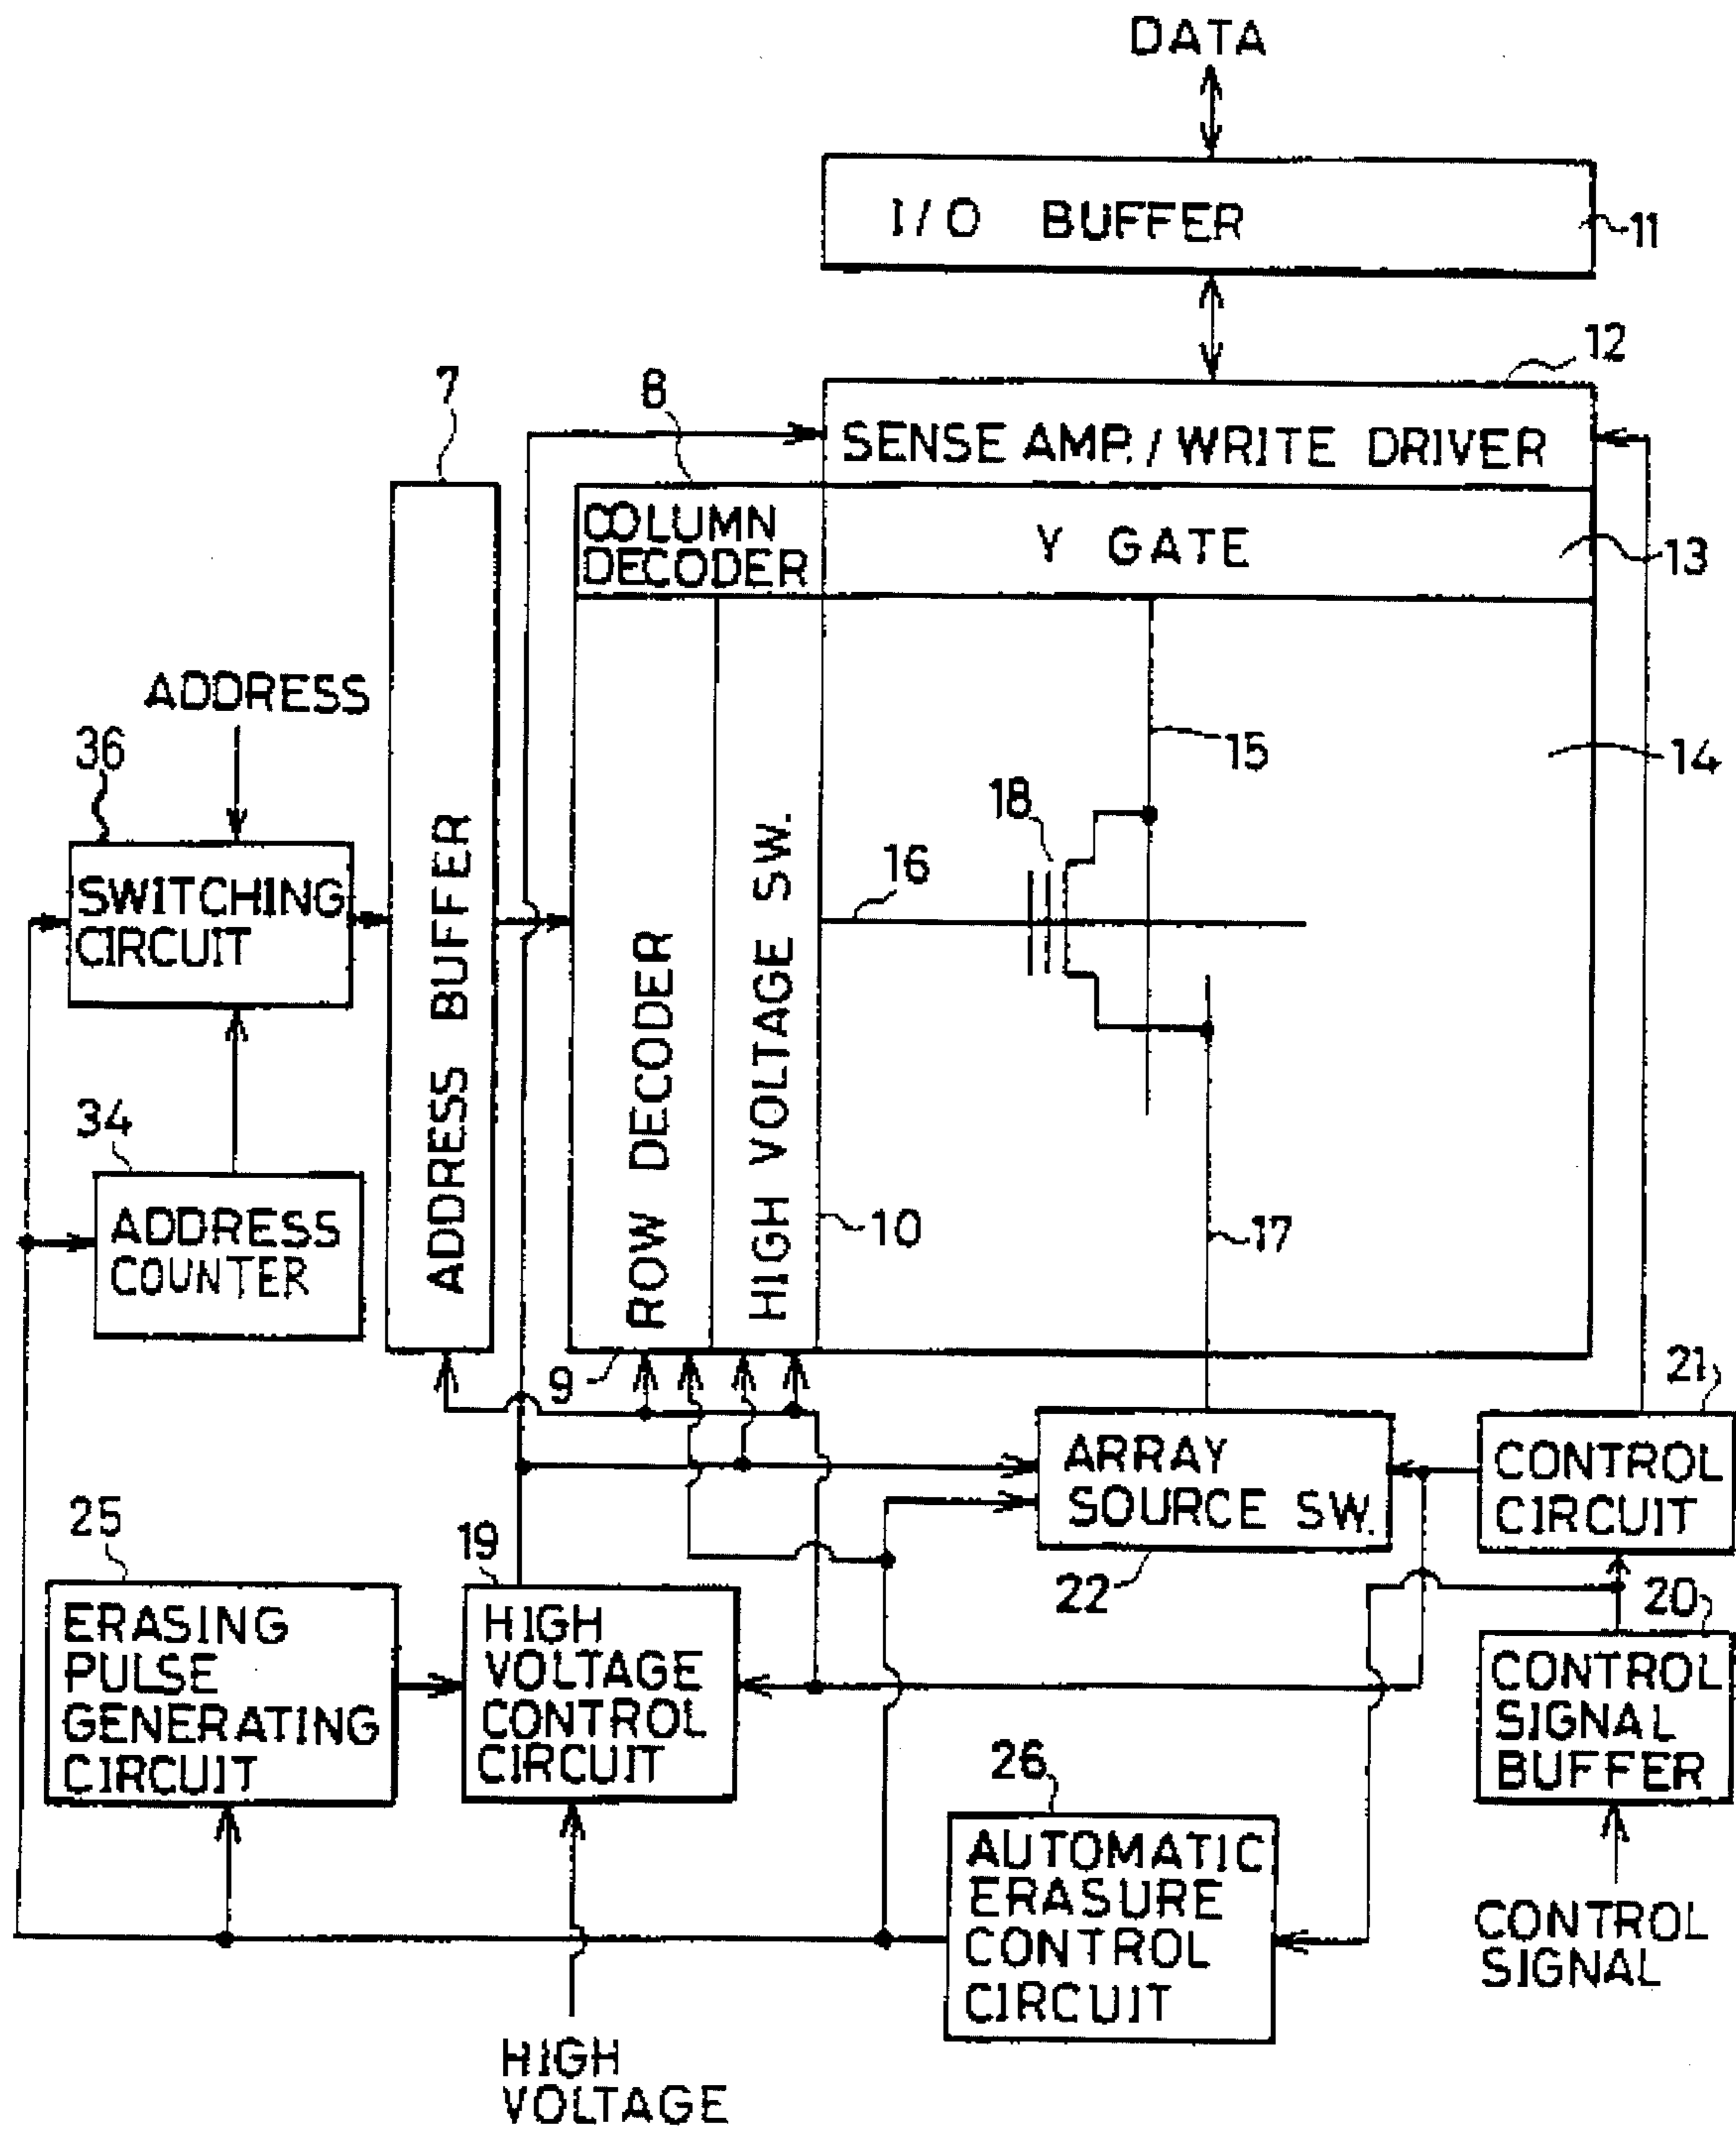 DATA
I/O BUFFER
11
12
7
8
SENSE AMP./WRITE DRIVER
COLUMN
DECODER
Y GATE
13
ADDRESS
36
15
14
18
SWITCHING
CIRCUIT
ADDRESS BUFFER
16
ROW DECODER
HIGH VOLTAGE SW.
34
ADDRESS
COUNTER
10
17
9
21
ARRAY
SOURCE SW.
CONTROL
CIRCUIT
25
19
22
20
ERASING
PULSE
GENERATING
CIRCUIT
HIGH
VOLTAGE
CONTROL
CIRCUIT
CONTROL
SIGNAL
BUFFER
26
AUTOMATIC
ERASURE
CONTROL
CIRCUIT
CONTROL
SIGNAL
HIGH
VOLTAGE